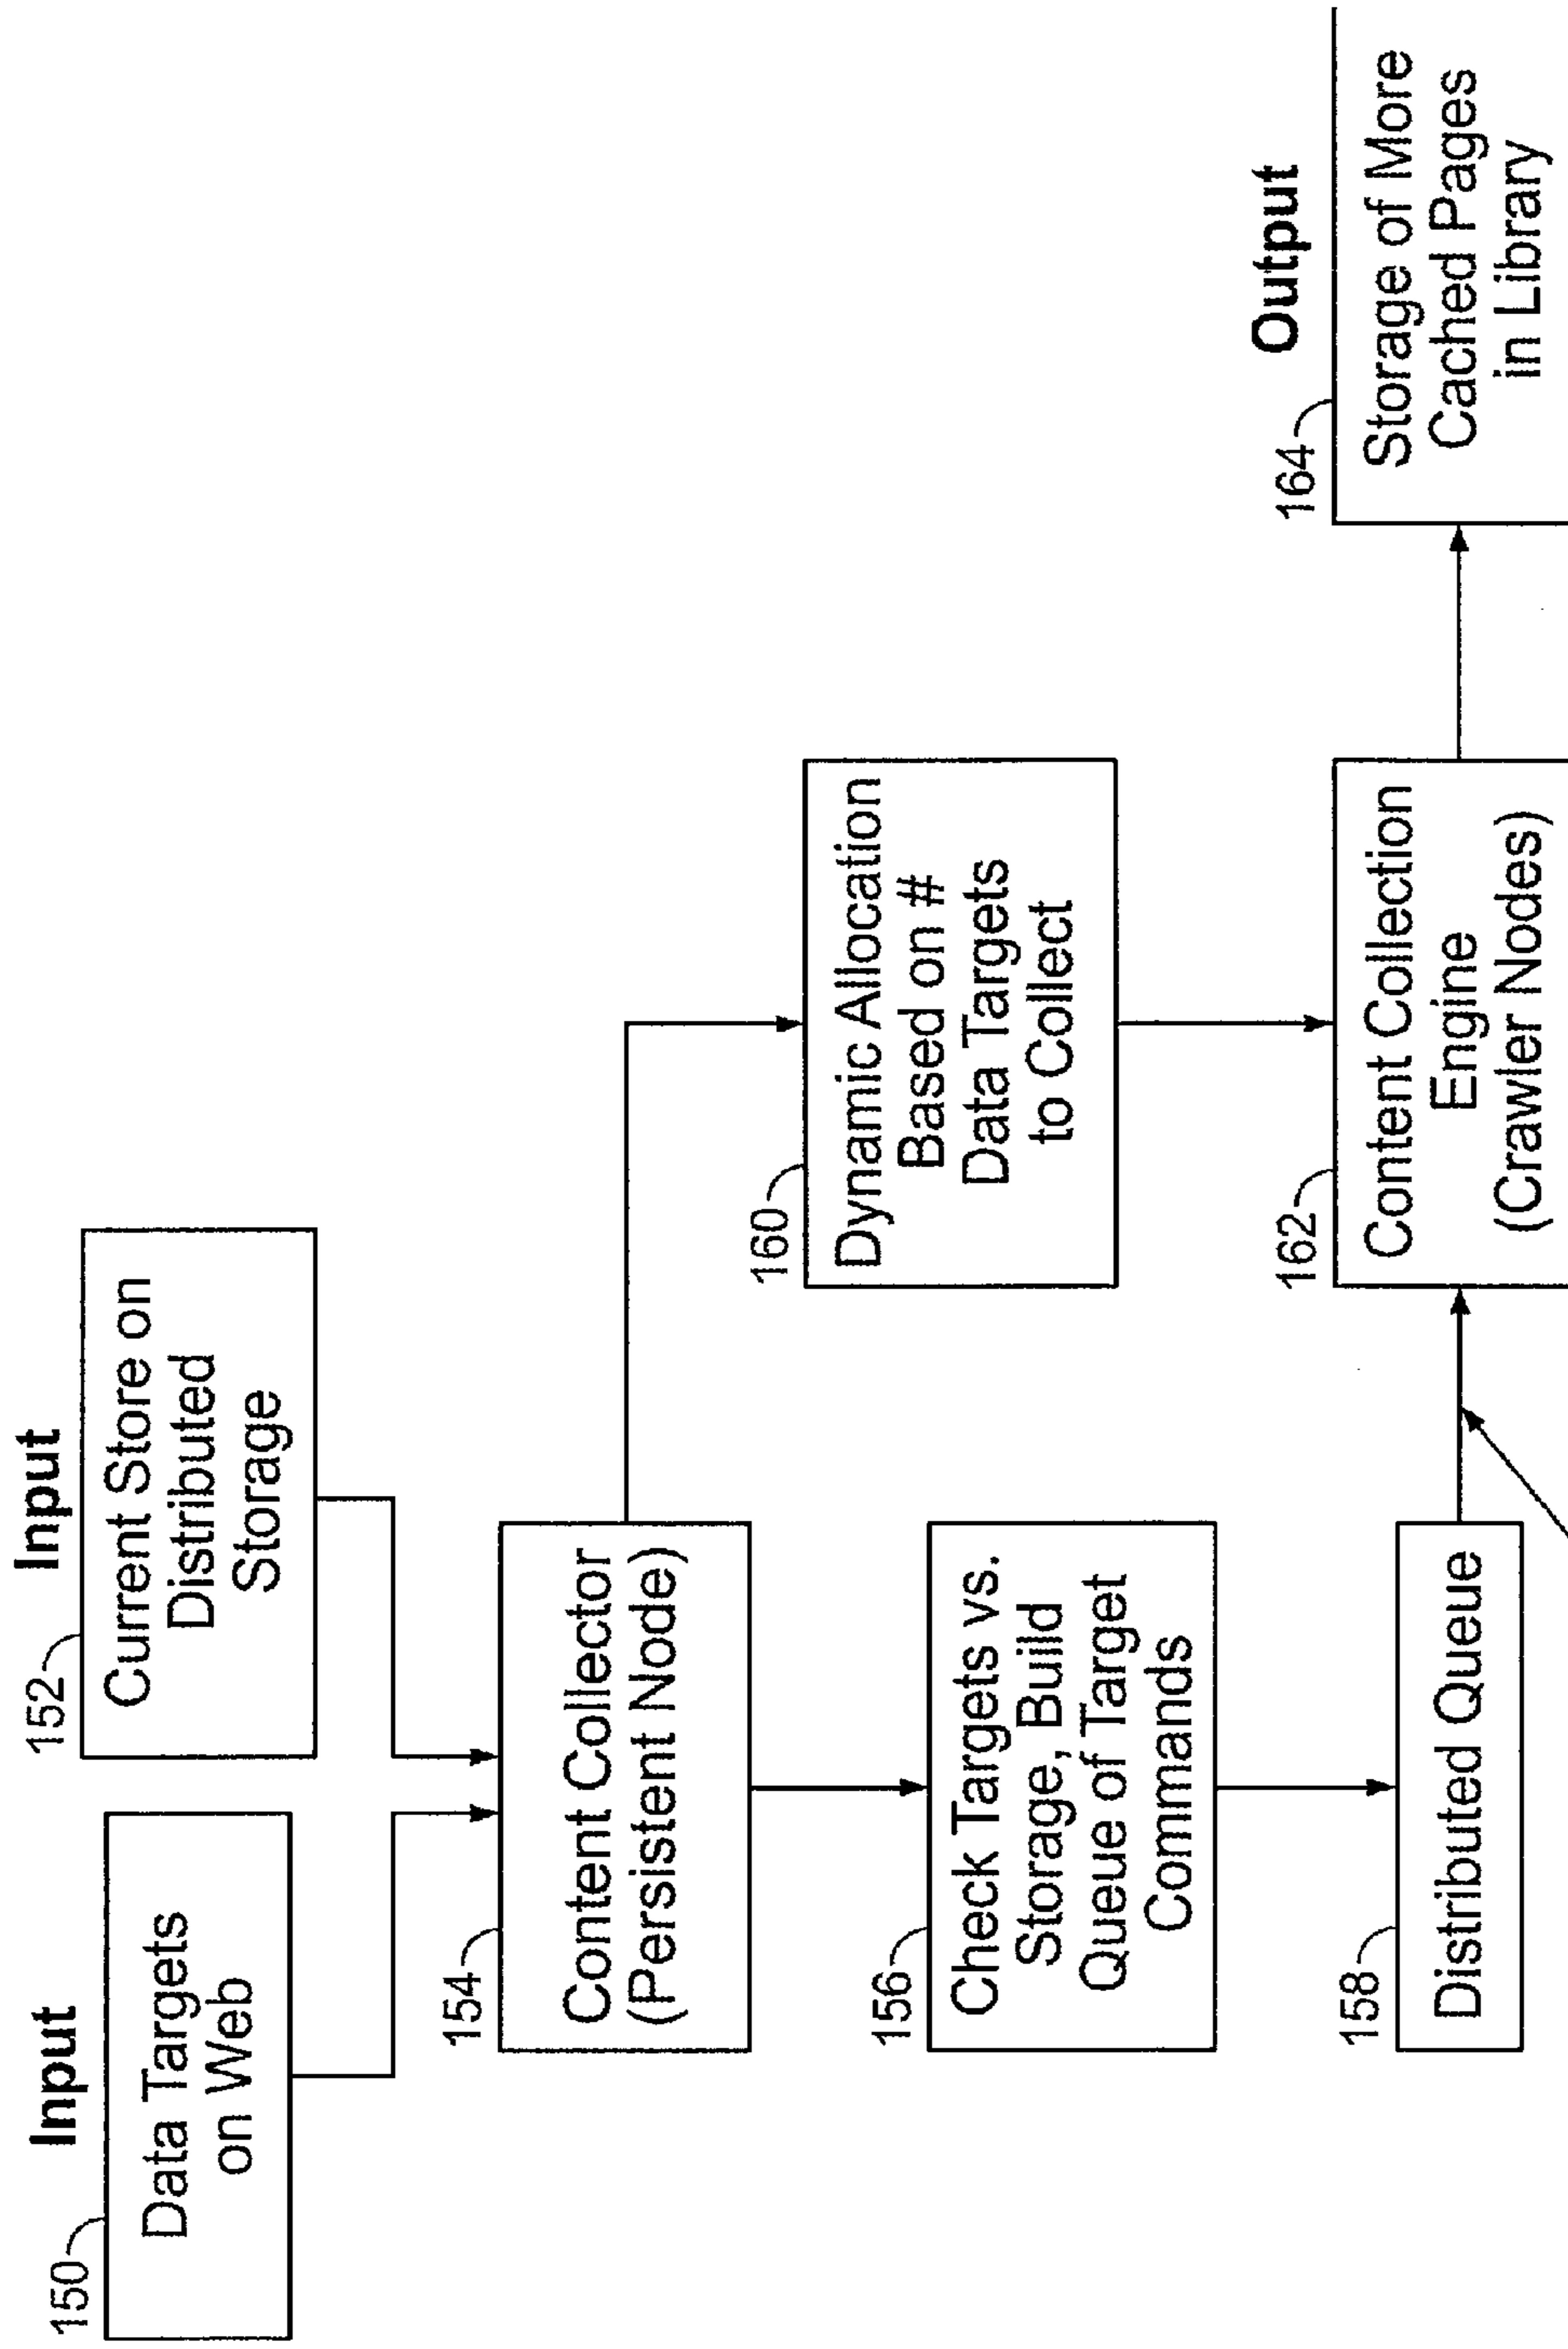 Input
150
Data Targets
on Web
Input
152
Current Store on
Distributed
Storage
154
Content Collector
(Persistent Node)
156
Check Targets vs.
Storage, Build
Queue of Target
Commands
158
Distributed Queue
160
Dynamic Allocation
Based on #
Data Targets
to Collect
162
Content Collection
Engine
(Crawler Nodes)
Output
164
Storage of More
Cached Pages
in Library